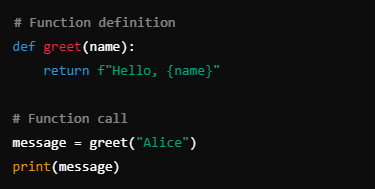 # Function definition
def greet(name):
    return f"Hello, {name}"

# Function call
message = greet("Alice")
print(message)